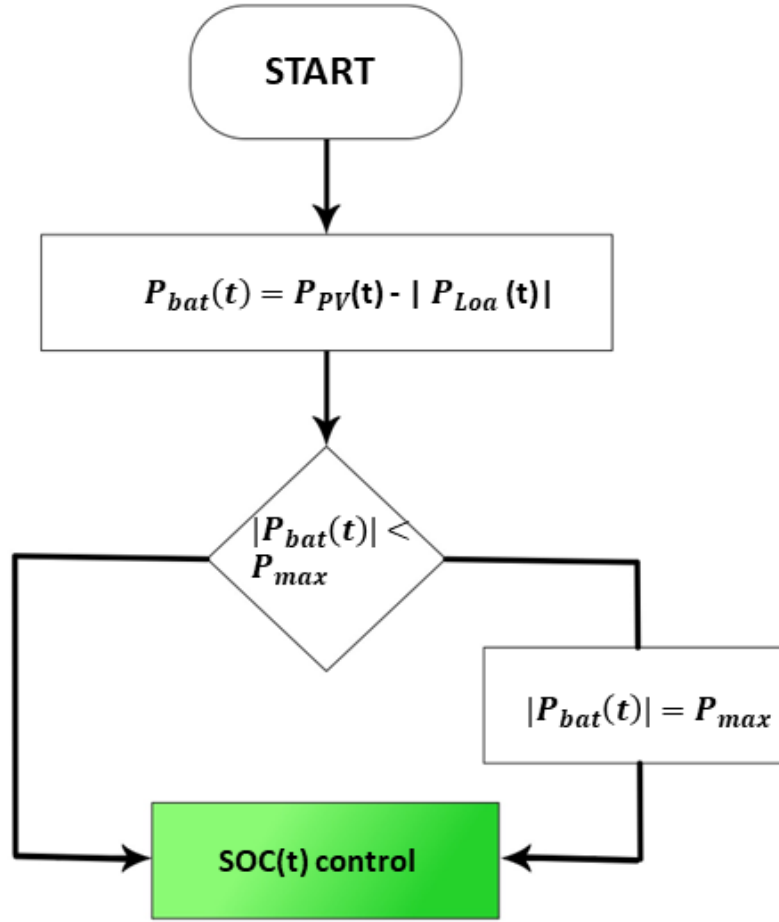 START
P_bat(t) = P_PV(t) - | P_Loa (t)|
|P_bat(t)| <
P_max
|P_bat(t)| = P_max
SOC(t) control